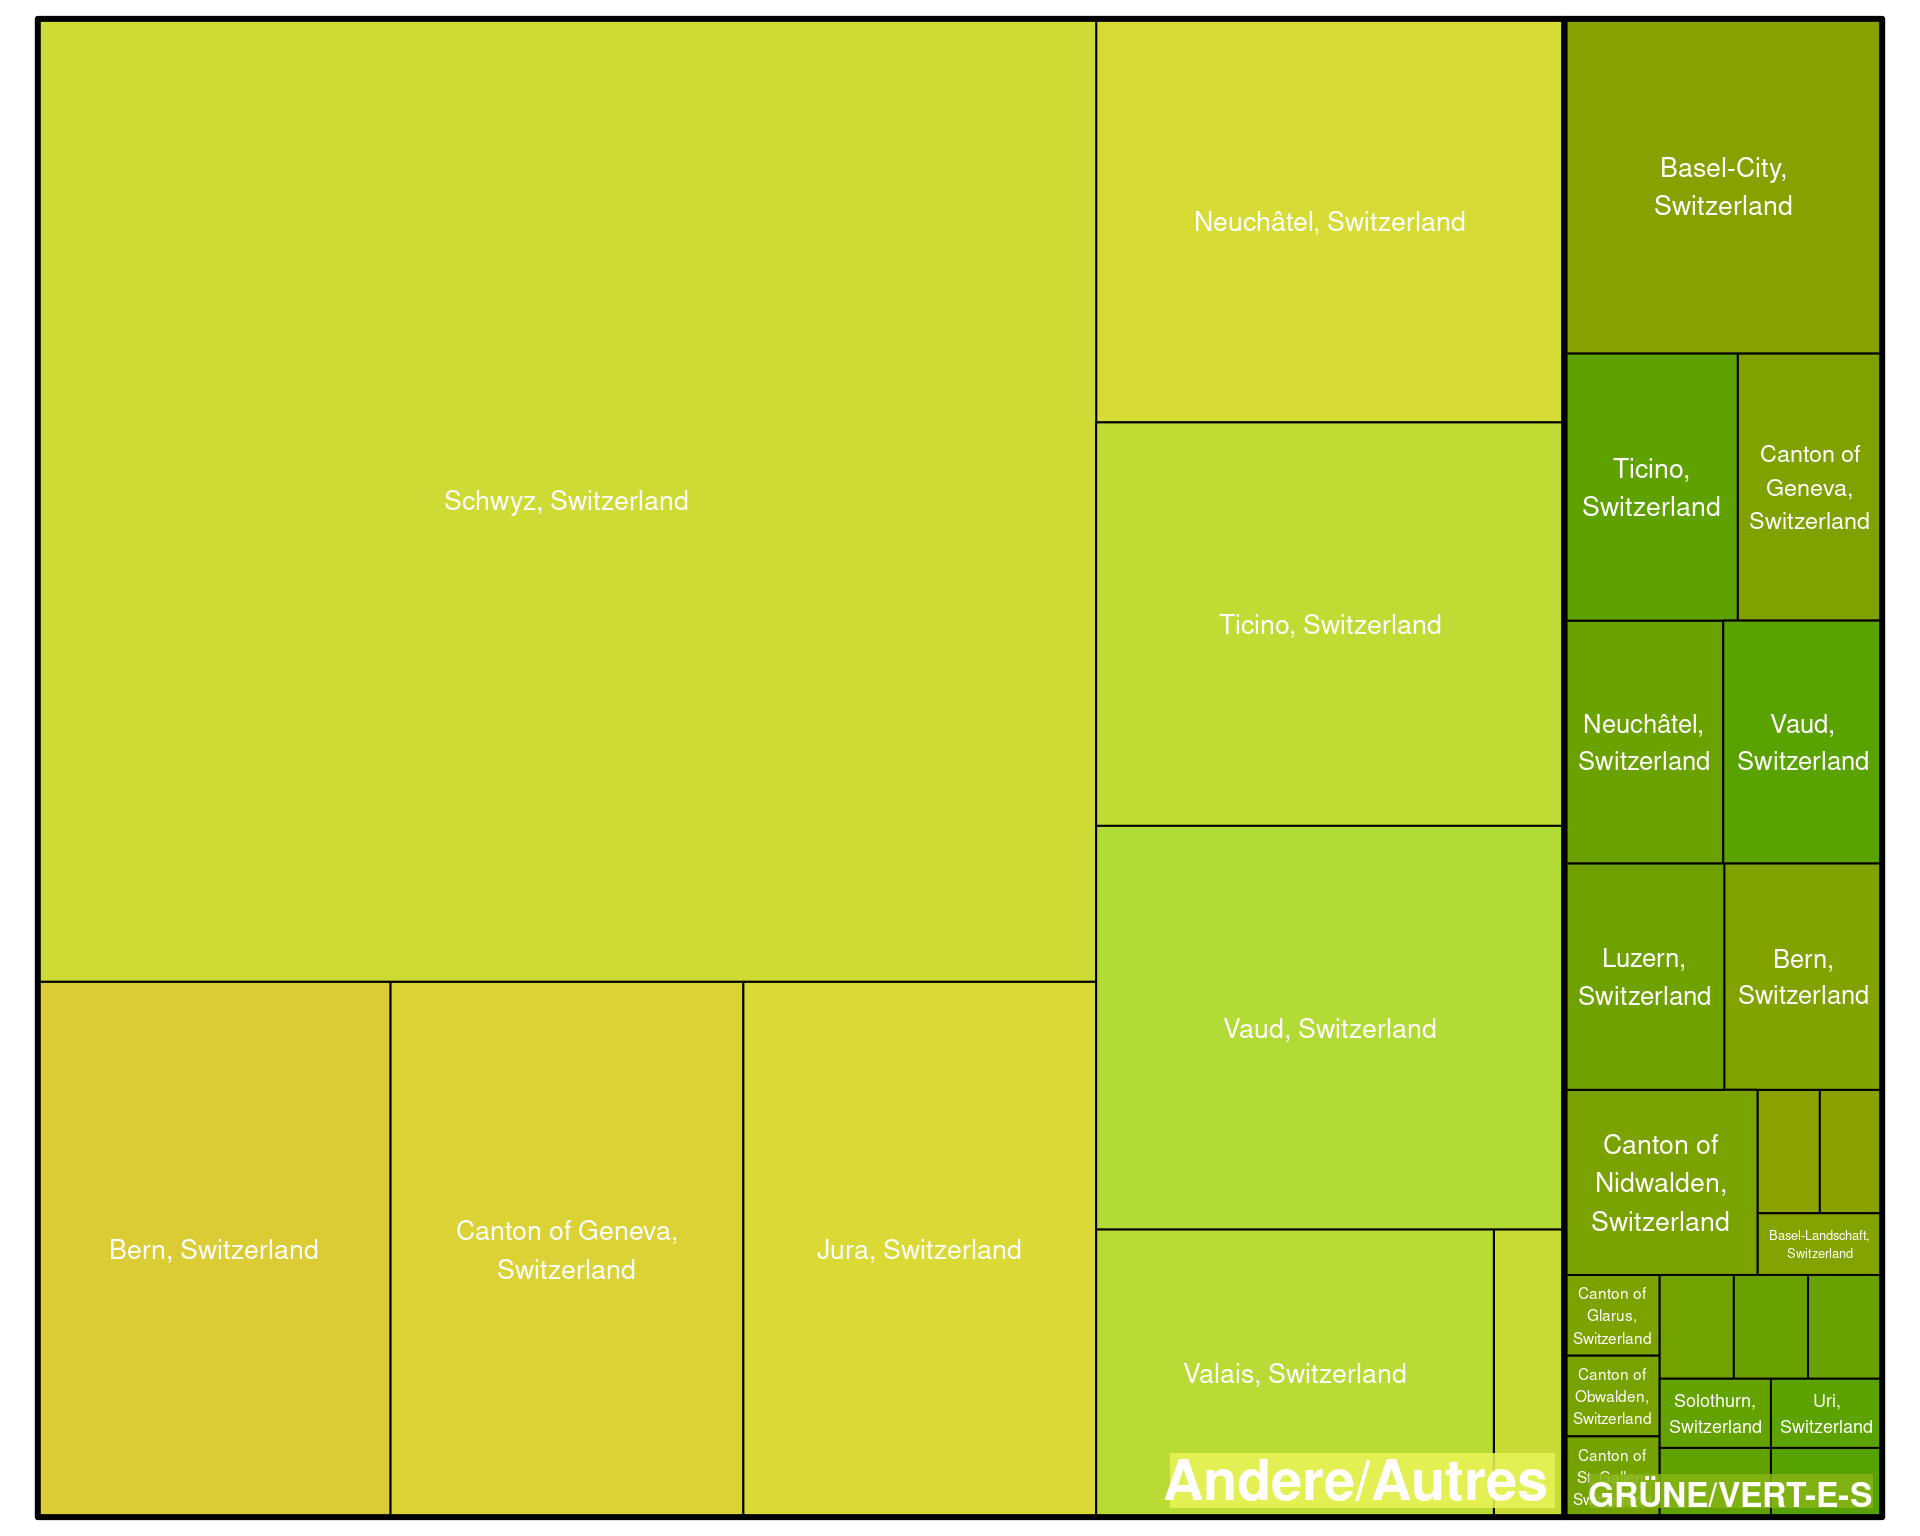 Schwyz, Switzerland
Neuchâtel, Switzerland
Ticino, Switzerland
Vaud, Switzerland
Bern, Switzerland
Canton of Geneva,
Switzerland
Jura, Switzerland
Valais, Switzerland
Andere/Autres
Basel-City,
Switzerland
Ticino,
Switzerland
Canton of
Geneva,
Switzerland
Neuchâtel,
Switzerland
Vaud,
Switzerland
Luzern,
Switzerland
Bern,
Switzerland
Canton of
Nidwalden,
Switzerland
Basel-Landschaft,
Switzerland
Canton of
Glarus,
Switzerland
Canton of
Obwalden,
Switzerland
Solothurn,
Switzerland
Uri,
Switzerland
Canton of
St. Gallen,
GRÜNE/VERT-E-S